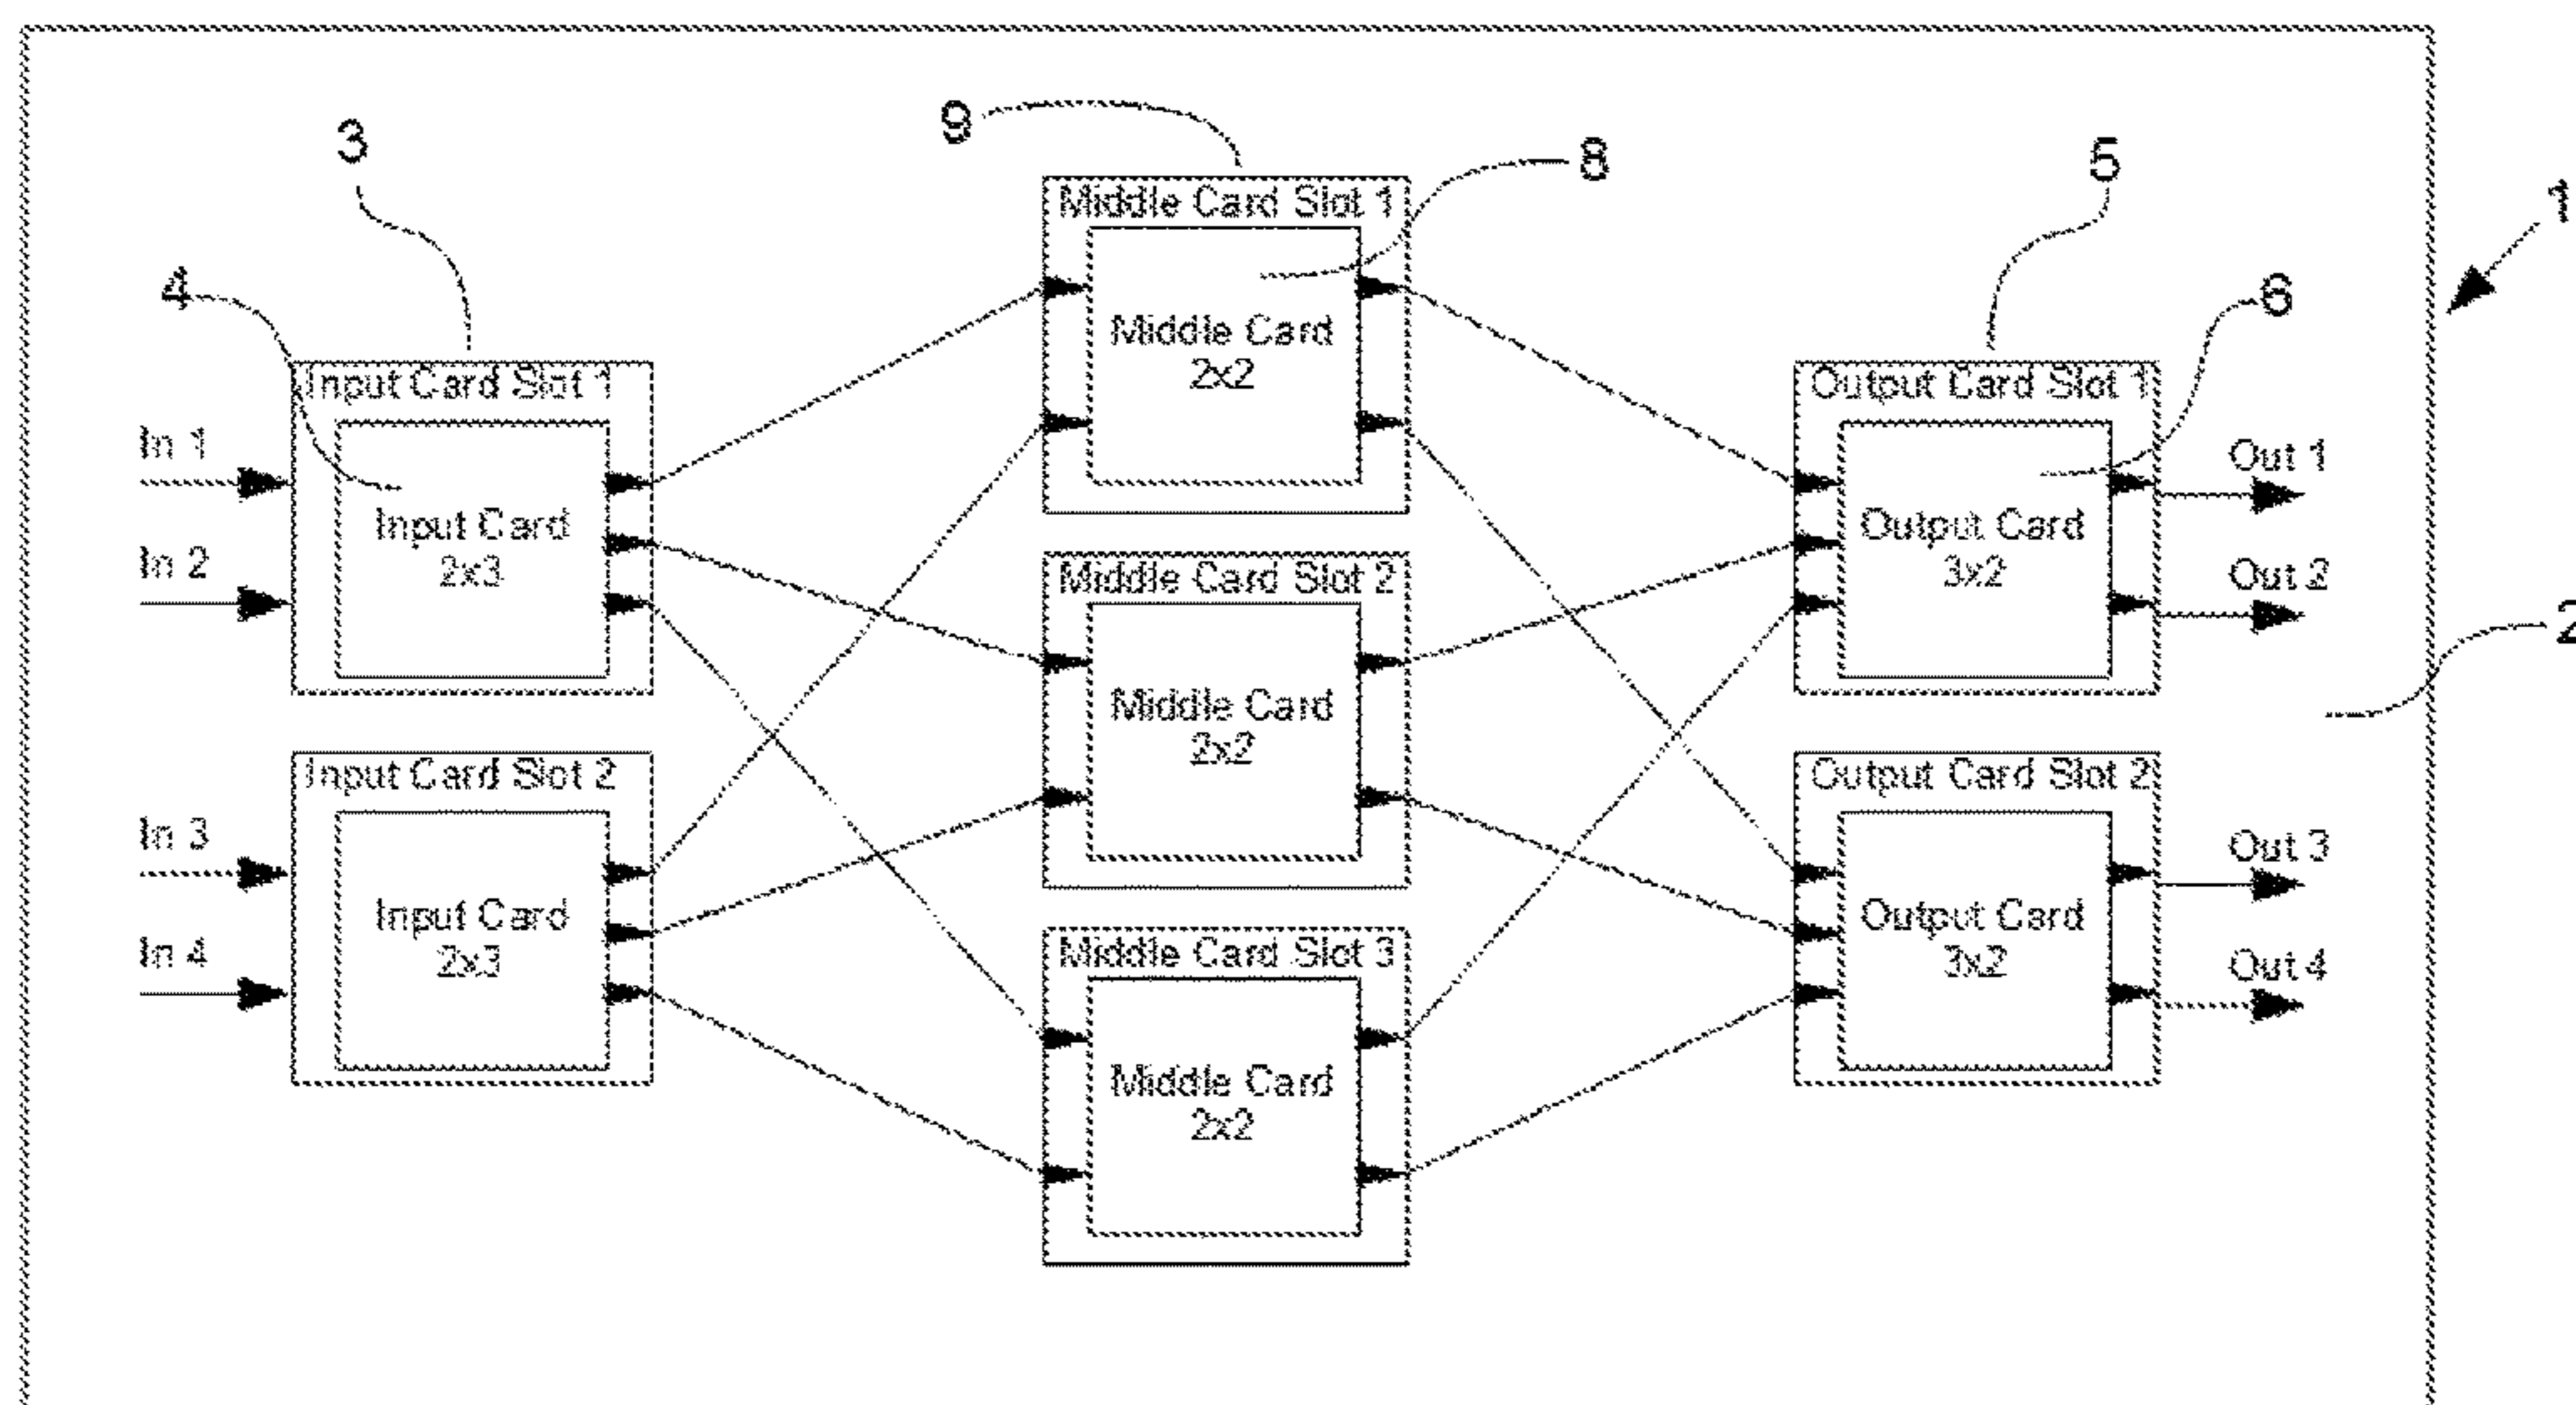 3
9
8
5
1
4
6
Middle Card Slot 1
Middle Card
2x2
Input Card Slot 1
In 1
In 2
Input Card
2x3
Output Card Slot 1
Output Card
3x2
Out 1
Out 2
2
Middle Card Slot 2
Middle Card
2x2
Input Card Slot 2
In 3
In 4
Input Card
2x3
Output Card Slot 2
Output Card
3x2
Out 3
Out 4
Middle Card Slot 3
Middle Card
2x2